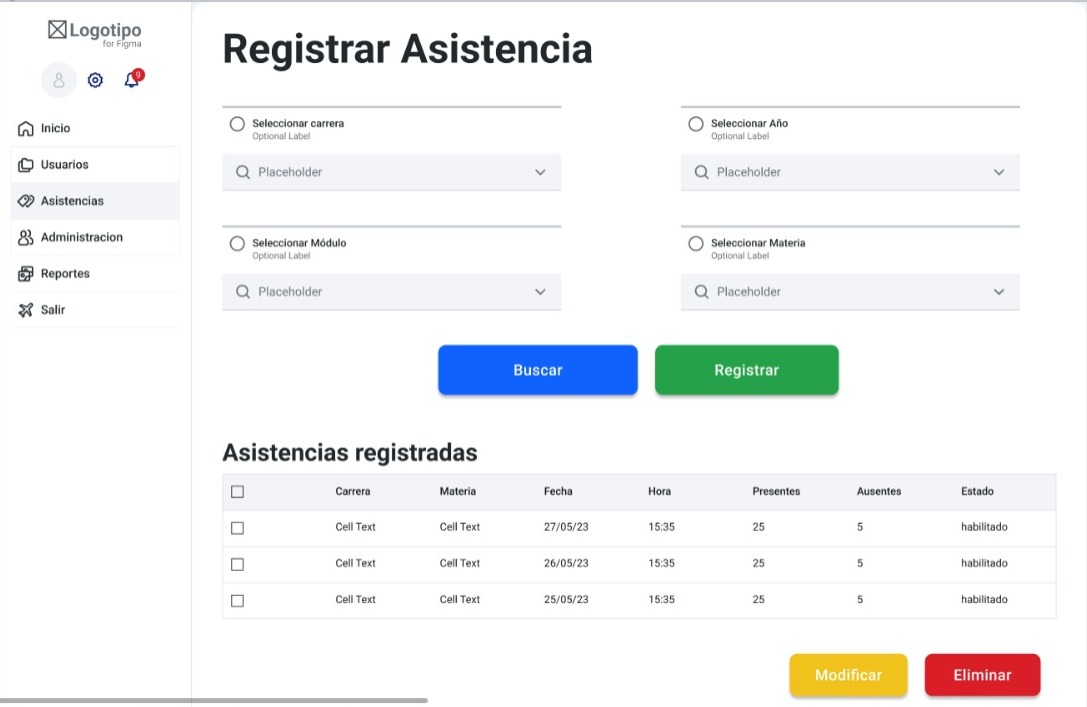 Logotipo
for Figma
9
Inicio
Usuarios
Asistencias
Administracion
Reportes
Salir
Registrar Asistencia
Seleccionar carrera
Optional Label
Placeholder
Seleccionar Año
Optional Label
Placeholder
Seleccionar Módulo
Optional Label
Placeholder
Seleccionar Materia
Optional Label
Placeholder
Buscar Registrar
Asistencias registradas
Carrera Materia Fecha Hora Presentes Ausentes Estado
Cell Text Cell Text 27/05/23 15:35 25 5 habilitado
Cell Text Cell Text 26/05/23 15:35 25 5 habilitado
Cell Text Cell Text 25/05/23 15:35 25 5 habilitado
Modificar Eliminar